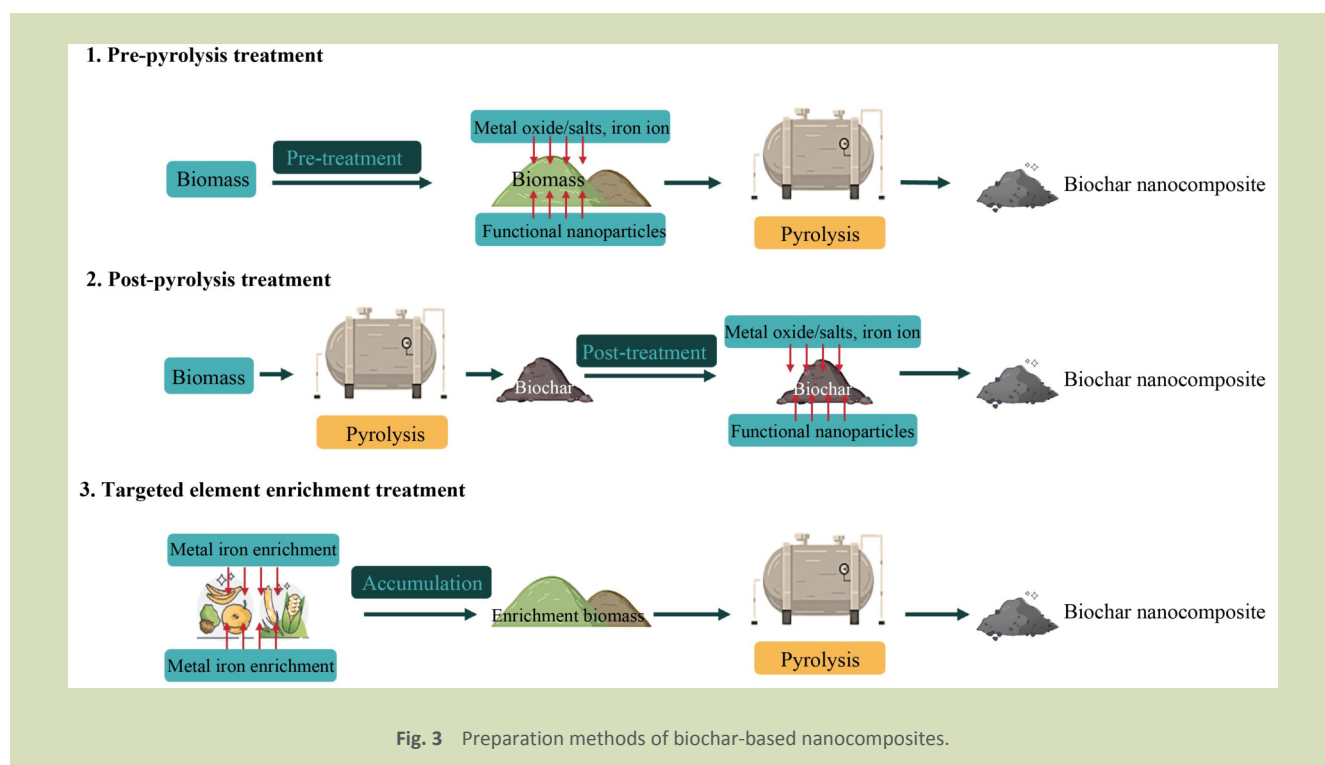 1. Pre-pyrolysis treatment
Metal oxide/salts, iron ion
Pre-treatment
Biomass
Biomass
Biochar nanocomposite
Functional nanoparticles
Pyrolysis
2. Post-pyrolysis treatment
Metal oxide/salts, iron ion
Post-treatment
Biomass
Biochar
Biochar
Biochar nanocomposite
Pyrolysis
Functional nanoparticles
3. Targeted element enrichment treatment
Metal iron enrichment
Accumulation
Enrichment biomass
Biochar nanocomposite
Metal iron enrichment
Pyrolysis
Fig. 3 Preparation methods of biochar-based nanocomposites.